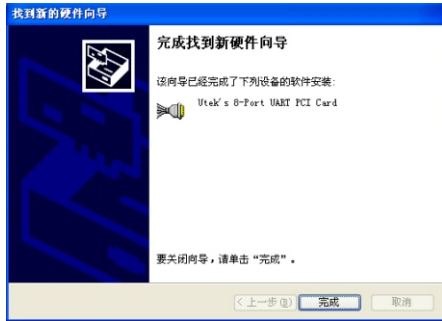 找到新的硬件向导
完成找到新硬件向导
该向导已经完成了下列设备的软件安装:
Utek's 8-Port UART PCI Card
要关闭向导，请单击“完成”。
< 上一步(B)
完成
取消